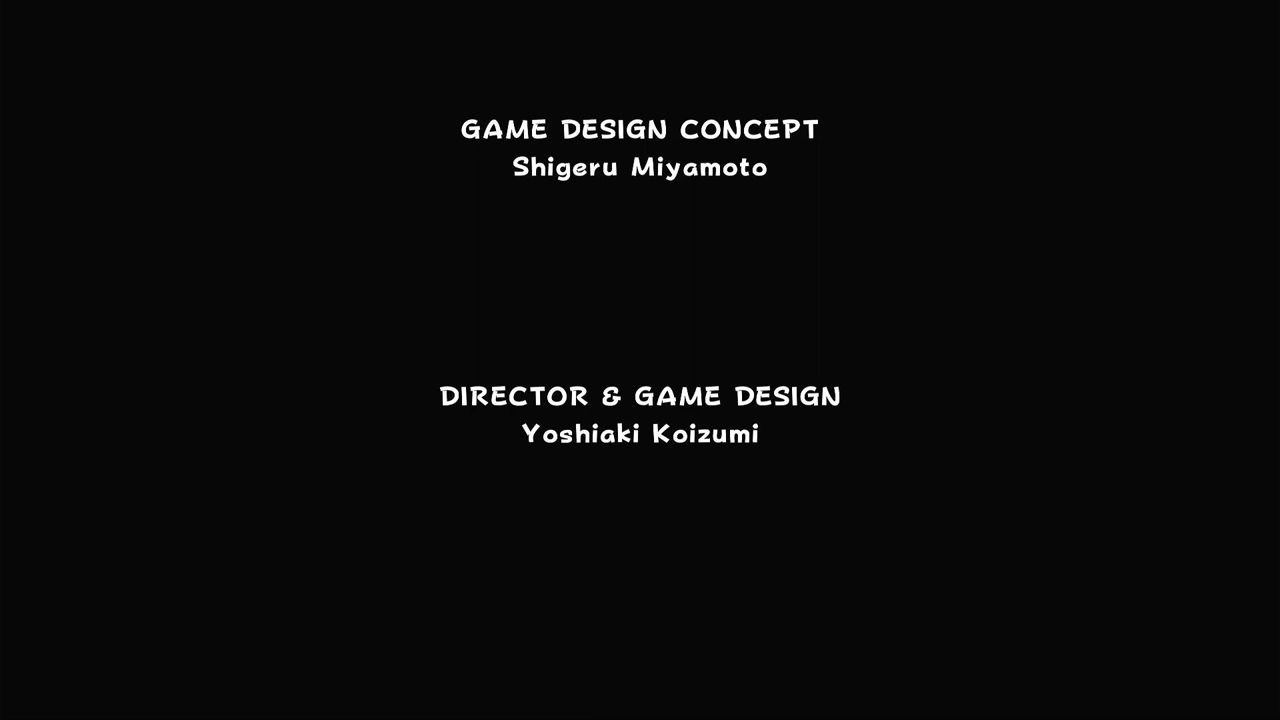 GAME DESIGN CONCEPT
Shigeru Miyamoto
DIRECTOR & GAME DESIGN
Yoshiaki Koizumi